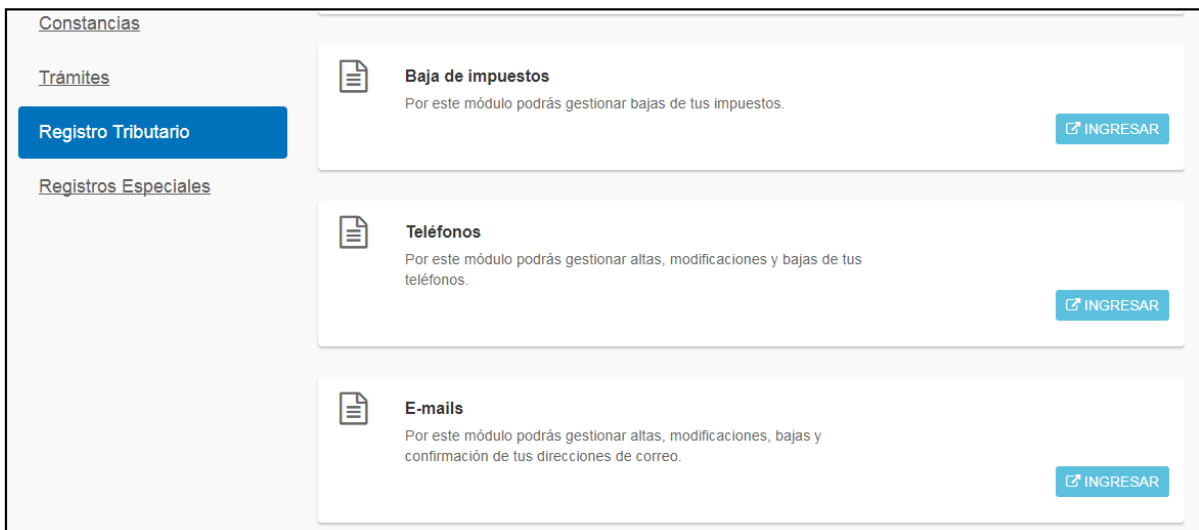 Constancias
Trámites
Registro Tributario
Registros Especiales
Baja de impuestos
Por este módulo podrás gestionar bajas de tus impuestos.
INGRESAR
Teléfonos
Por este módulo podrás gestionar altas, modificaciones y bajas de tus
teléfonos.
INGRESAR
E-mails
Por este módulo podrás gestionar altas, modificaciones, bajas y
confirmación de tus direcciones de correo.
INGRESAR